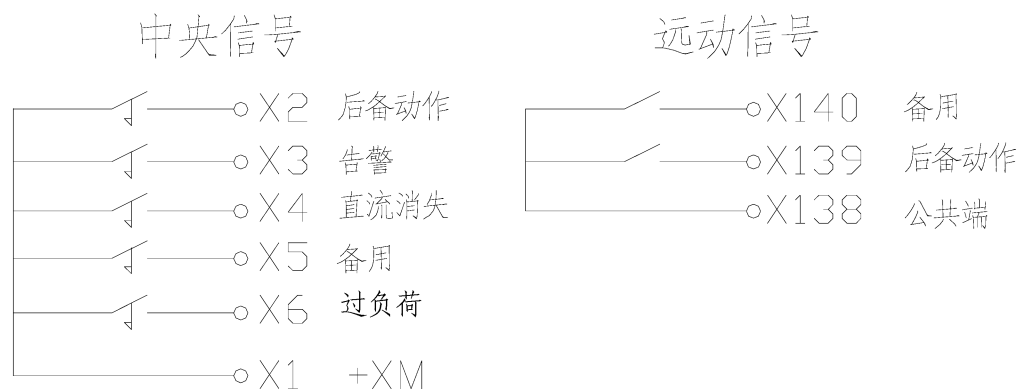 中央信号
X2 后备动作
X3 告警
X4 直流消失
X5 备用
X6 过负荷
X1 +XM
远动信号
X140 备用
X139 后备动作
X138 公共端